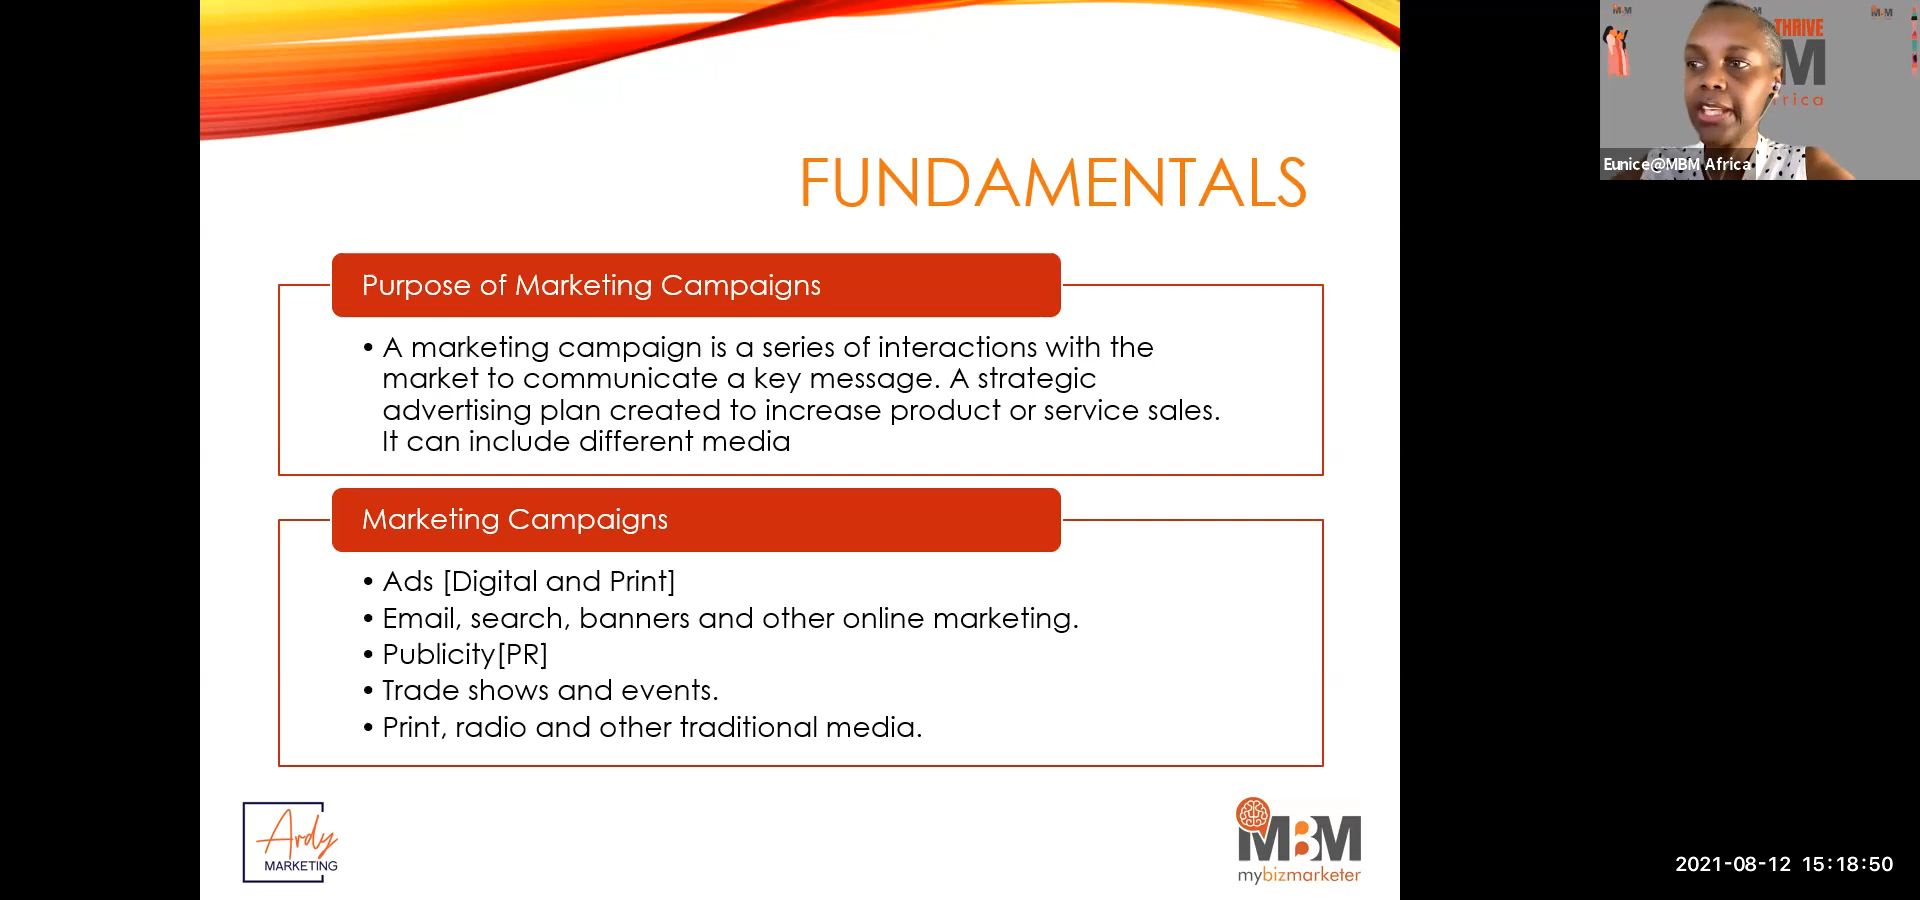 FUNDAMENTALS
Purpose of Marketing Campaigns
• A marketing campaign is a series of interactions with the
market to communicate a key message. A strategic
advertising plan created to increase product or service sales.
It can include different media
Marketing Campaigns
• Ads [Digital and Print]
• Email, search, banners and other online marketing.
• Publicity[PR]
• Trade shows and events.
• Print, radio and other traditional media.
Ardy
MARKETING
MBM
mybizmarketer
THRIVE
M
rica
Eunice@MBM Africa
2021-08-12 15:18:50